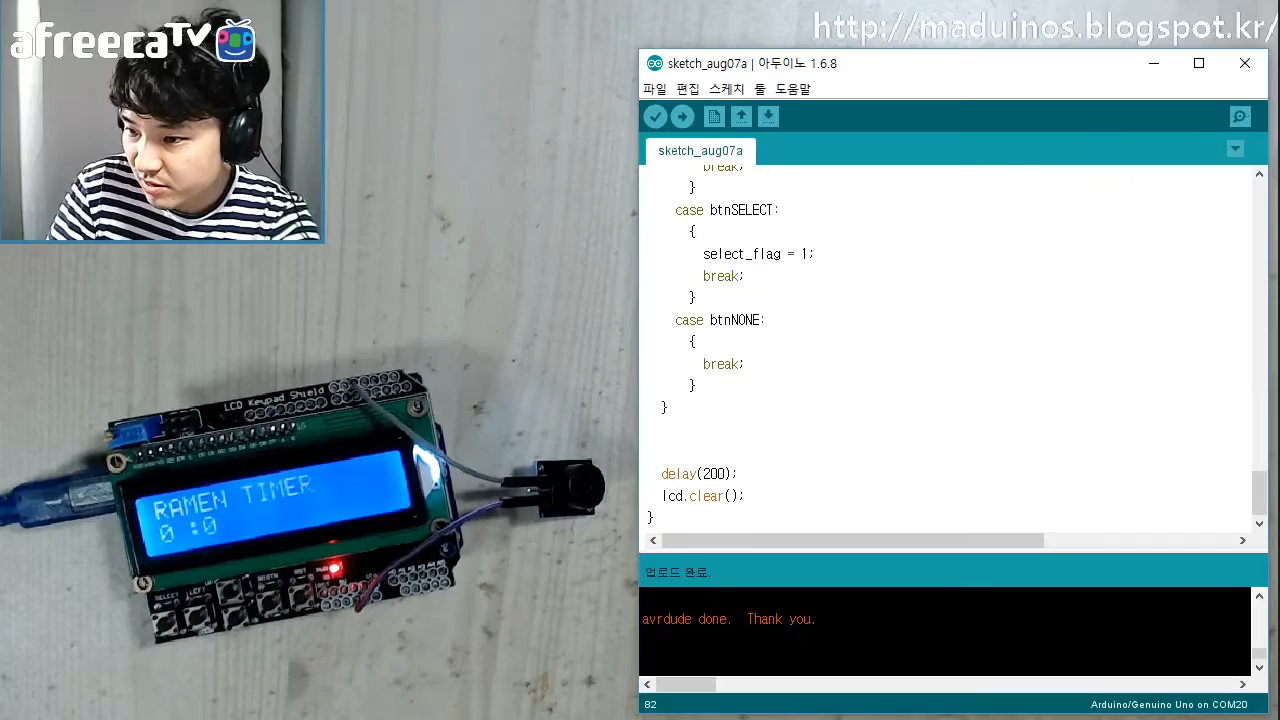 afreecaTV
http://maduinos.blogspot.kr/
sketch_aug07a | 아두이노 1.6.8
파일 편집 스케치 툴 도움말
sketch_aug07a
break;
}
case btnSELECT:
{
select_flag = 1;
break;
}
case btnNONE:
{
break;
}
}
delay(200);
lcd.clear();
}
업로드 완료.
avrdude done.  Thank you.
82
Arduino/Genuino Uno on COM20
LCD Keypad Shield
RAMEN TIMER
0 :0
SELECT
LEFT
RST